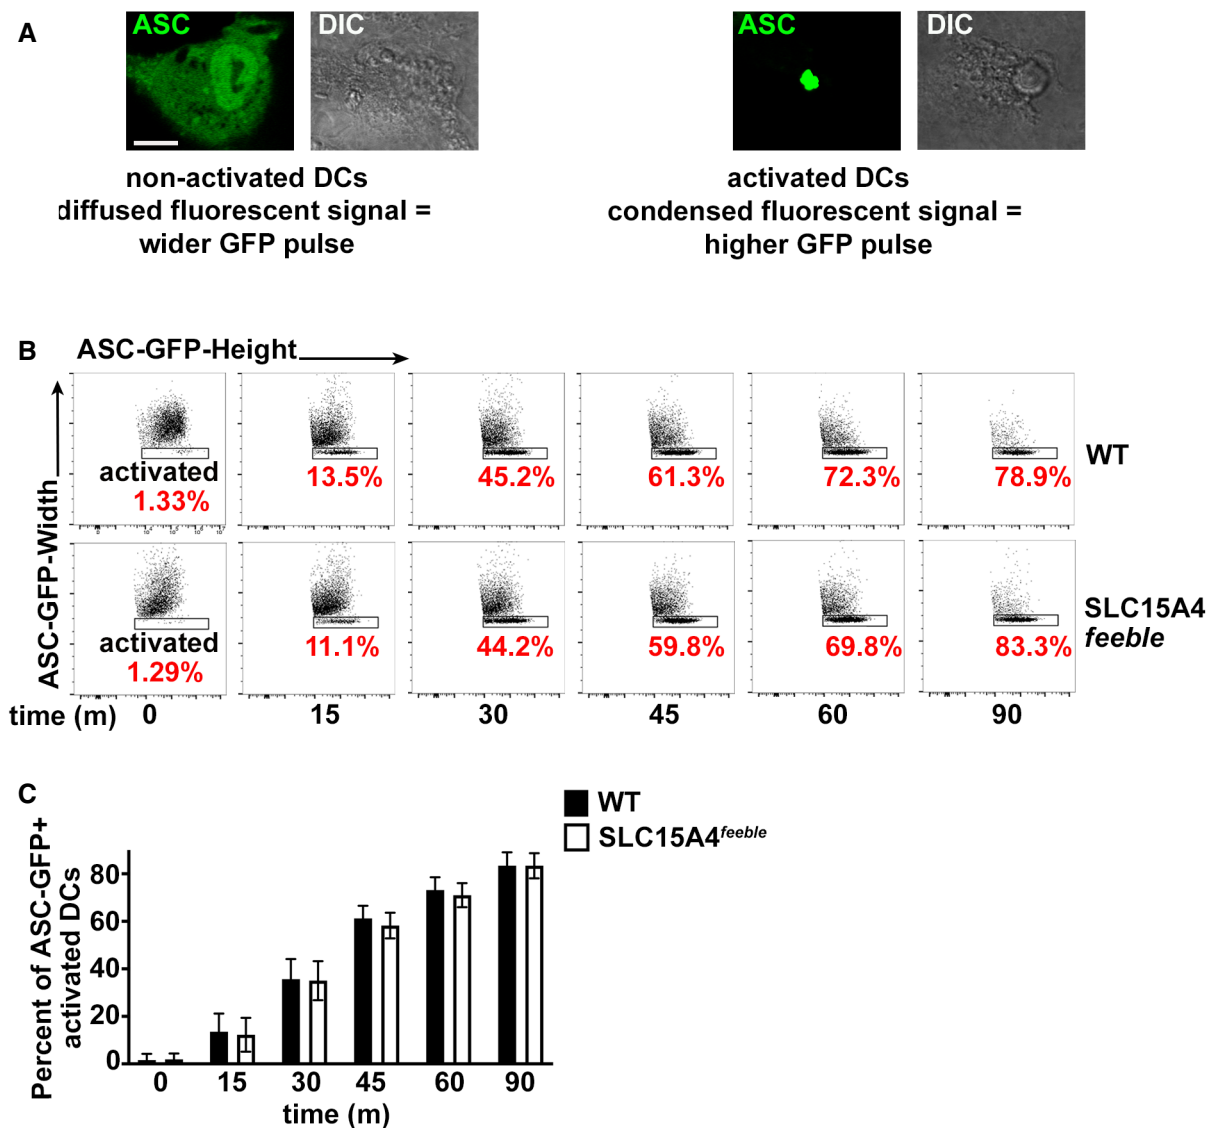 A
ASC
DIC
ASC
DIC
non-activated DCs
diffused fluorescent signal =
wider GFP pulse
activated DCs
condensed fluorescent signal =
higher GFP pulse
B
ASC-GFP-Height
ASC-GFP-Width
activated
1.33%
13.5%
45.2%
61.3%
72.3%
78.9%
WT
activated
1.29%
11.1%
44.2%
59.8%
69.8%
83.3%
SLC15A4
feeble
time (m)
0
15
30
45
60
90
C
WT
SLC15A4feeble
Percent of ASC-GFP+
activated DCs
80
60
40
20
0
0
15
30
45
60
90
time (m)